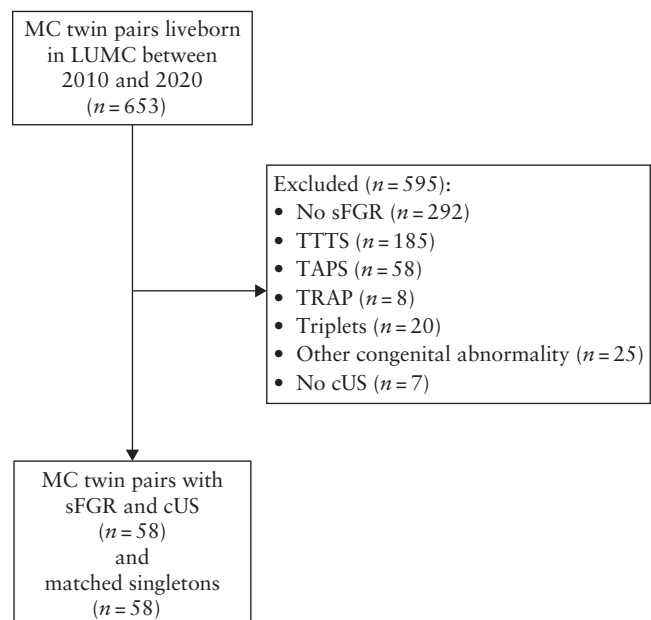 MC twin pairs liveborn
in LUMC between
2010 and 2020
(n = 653)
Excluded (n = 595):
• No sFGR (n = 292)
• TTTS (n = 185)
• TAPS (n = 58)
• TRAP (n = 8)
• Triplets (n = 20)
• Other congenital abnormality (n = 25)
• No cUS (n = 7)
MC twin pairs with
sFGR and cUS
(n = 58)
and
matched singletons
(n = 58)